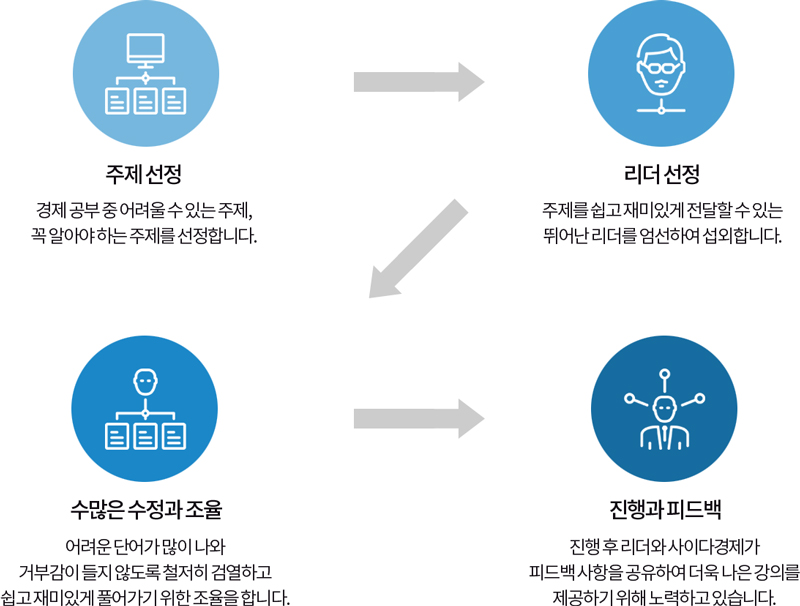 주제 선정
경제 공부 중 어려울 수 있는 주제,
꼭 알아야 하는 주제를 선정합니다.
리더 선정
주제를 쉽고 재미있게 전달할 수 있는
뛰어난 리더를 엄선하여 섭외합니다.
수많은 수정과 조율
어려운 단어가 많이 나와
거부감이 들지 않도록 철저히 검열하고
쉽고 재미있게 풀어가기 위한 조율을 합니다.
진행과 피드백
진행 후 리더와 사이다경제가
피드백 사항을 공유하여 더욱 나은 강의를
제공하기 위해 노력하고 있습니다.